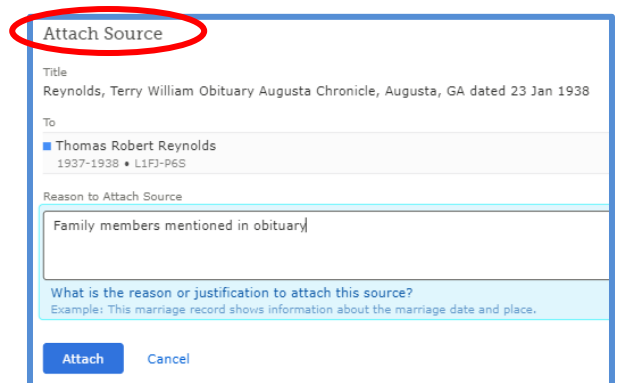 Attach Source
Title
Reynolds, Terry William Obituary Augusta Chronicle, Augusta, GA dated 23 Jan 1938
To
Thomas Robert Reynolds
1937-1938 • L1FJ-P6S
Reason to Attach Source
Family members mentioned in obituary
What is the reason or justification to attach this source?
Example: This marriage record shows information about the marriage date and place.
Attach Cancel